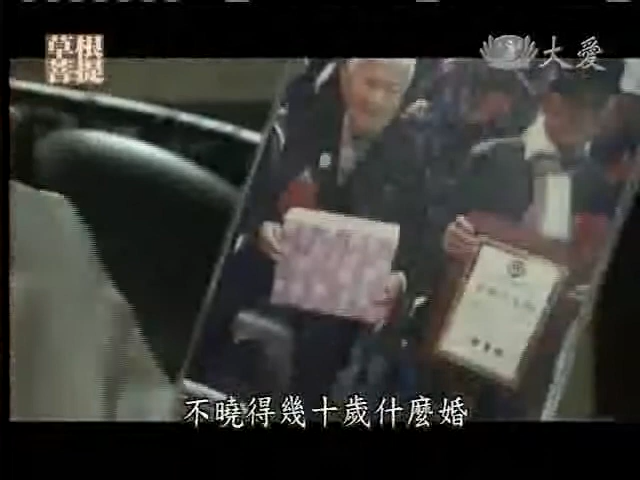 草根
菩提
大愛
不曉得幾十歲什麼婚